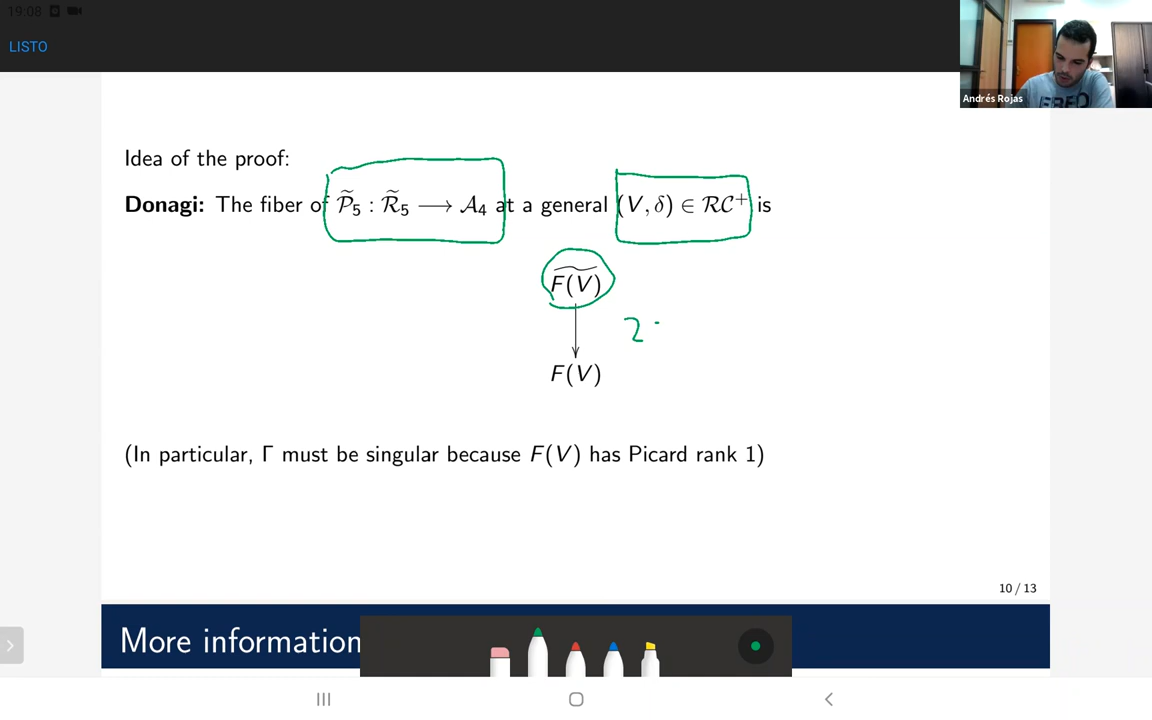 19:08
LISTO
Andrés Rojas
Idea of the proof:
Donagi: The fiber of P̃₅ : R̃₅ ⟶ A₄ at a general (V, δ) ∈ RC⁺ is
F̃(V)
2:
F(V)
(In particular, Γ must be singular because F(V) has Picard rank 1)
10 / 13
More information